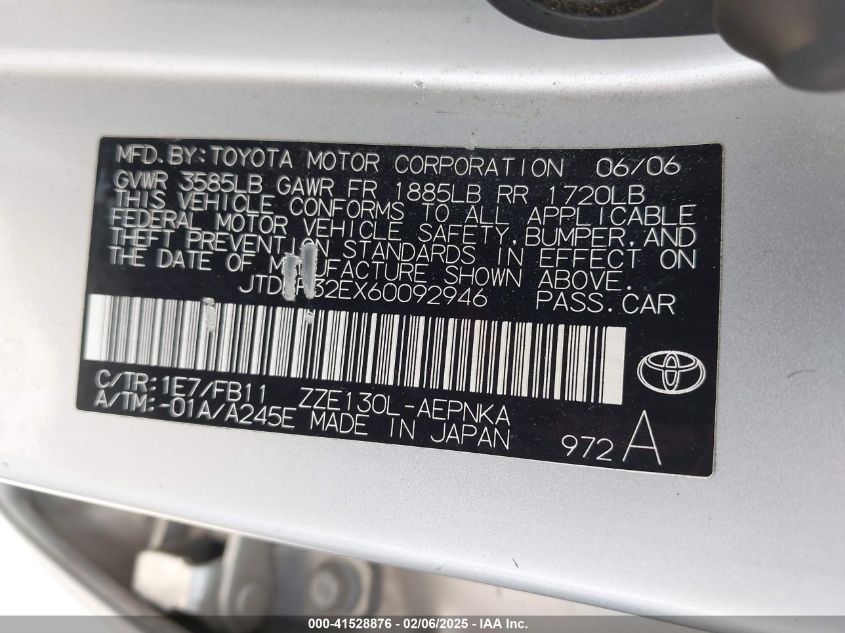 MFD. BY: TOYOTA MOTOR CORPORATION 06/06
GVWR 3585LB GAWR FR 1885LB RR 1720LB
THIS VEHICLE CONFORMS TO ALL APPLICABLE
FEDERAL MOTOR VEHICLE SAFETY, BUMPER, AND
THEFT PREVENTION STANDARDS IN EFFECT ON
THE DATE OF MANUFACTURE SHOWN ABOVE.
PASS.CAR
C/TR:1E7/FB11 ZZE130L-AEPNKA
A/TM:-01A/A245E MADE IN JAPAN
972A
000-41528876 - 02/06/2025 - IAA Inc.